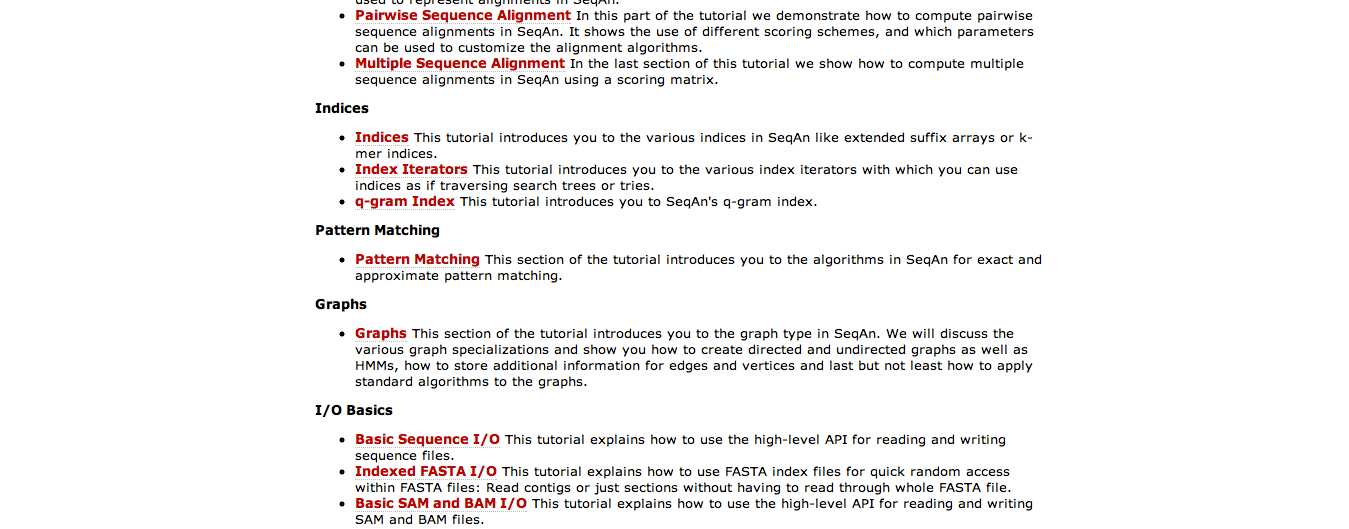 used to represent alignments in SeqAn.
Pairwise Sequence Alignment In this part of the tutorial we demonstrate how to compute pairwise
sequence alignments in SeqAn. It shows the use of different scoring schemes, and which parameters
can be used to customize the alignment algorithms.
Multiple Sequence Alignment In the last section of this tutorial we show how to compute multiple
sequence alignments in SeqAn using a scoring matrix.
Indices
Indices This tutorial introduces you to the various indices in SeqAn like extended suffix arrays or k-
mer indices.
Index Iterators This tutorial introduces you to the various index iterators with which you can use
indices as if traversing search trees or tries.
q-gram Index This tutorial introduces you to SeqAn's q-gram index.
Pattern Matching
Pattern Matching This section of the tutorial introduces you to the algorithms in SeqAn for exact and
approximate pattern matching.
Graphs
Graphs This section of the tutorial introduces you to the graph type in SeqAn. We will discuss the
various graph specializations and show you how to create directed and undirected graphs as well as
HMMs, how to store additional information for edges and vertices and last but not least how to apply
standard algorithms to the graphs.
I/O Basics
Basic Sequence I/O This tutorial explains how to use the high-level API for reading and writing
sequence files.
Indexed FASTA I/O This tutorial explains how to use FASTA index files for quick random access
within FASTA files: Read contigs or just sections without having to read through whole FASTA file.
Basic SAM and BAM I/O This tutorial explains how to use the high-level API for reading and writing
SAM and BAM files.